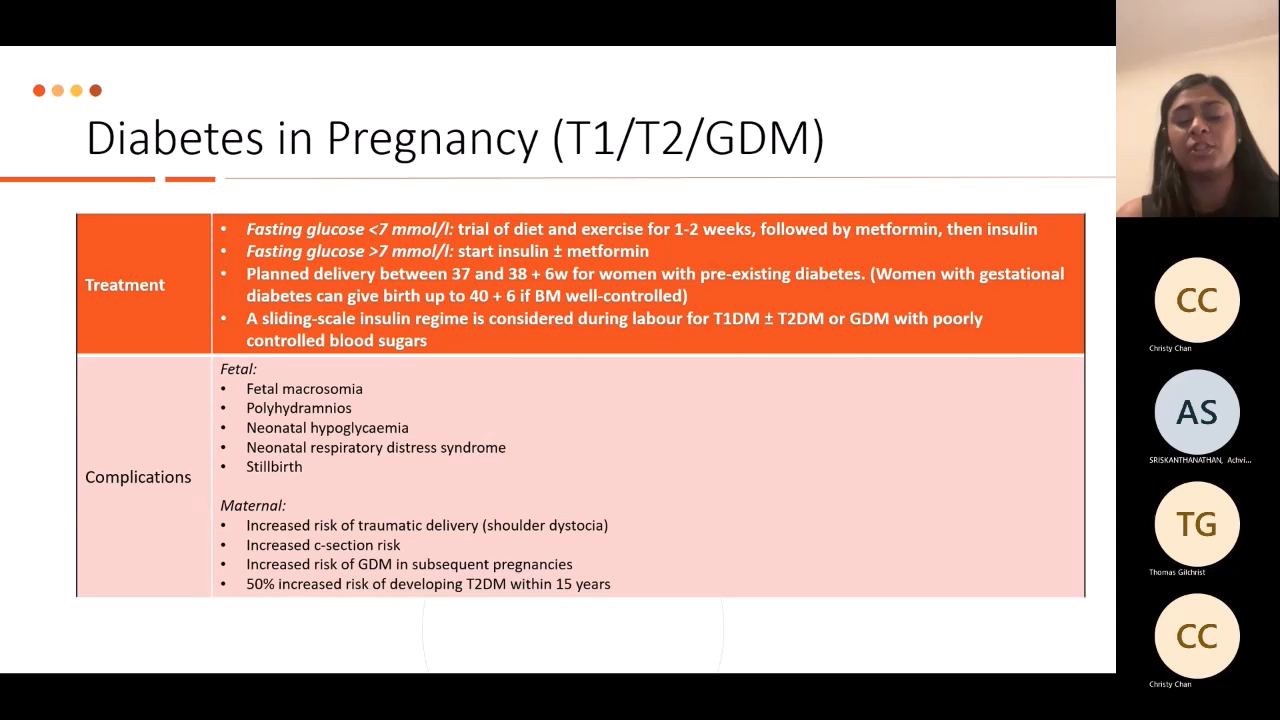 Diabetes in Pregnancy (T1/T2/GDM)
Treatment
• Fasting glucose <7 mmol/l: trial of diet and exercise for 1-2 weeks, followed by metformin, then insulin
• Fasting glucose >7 mmol/l: start insulin ± metformin
• Planned delivery between 37 and 38 + 6w for women with pre-existing diabetes. (Women with gestational
diabetes can give birth up to 40 + 6 if BM well-controlled)
• A sliding-scale insulin regime is considered during labour for T1DM ± T2DM or GDM with poorly
controlled blood sugars
Complications
Fetal:
• Fetal macrosomia
• Polyhydramnios
• Neonatal hypoglycaemia
• Neonatal respiratory distress syndrome
• Stillbirth
Maternal:
• Increased risk of traumatic delivery (shoulder dystocia)
• Increased c-section risk
• Increased risk of GDM in subsequent pregnancies
• 50% increased risk of developing T2DM within 15 years
CC
Christy Chan
AS
SRISKANTHANATHAN, Achvi...
TG
Thomas Gilchrist
CC
Christy Chan